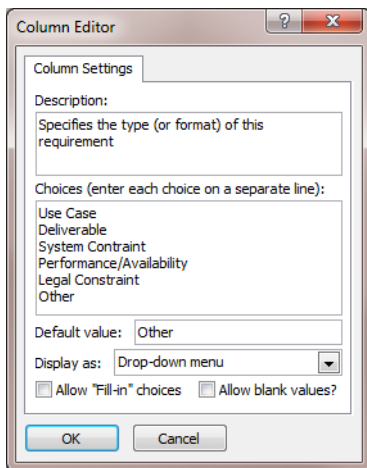 Column Editor
?
X
Column Settings
Description:
Specifies the type (or format) of this
requirement
Choices (enter each choice on a separate line):
Use Case
Deliverable
System Contraint
Performance/Availability
Legal Constraint
Other
Default value: Other
Display as: Drop-down menu
Allow "Fill-in" choices Allow blank values?
OK Cancel